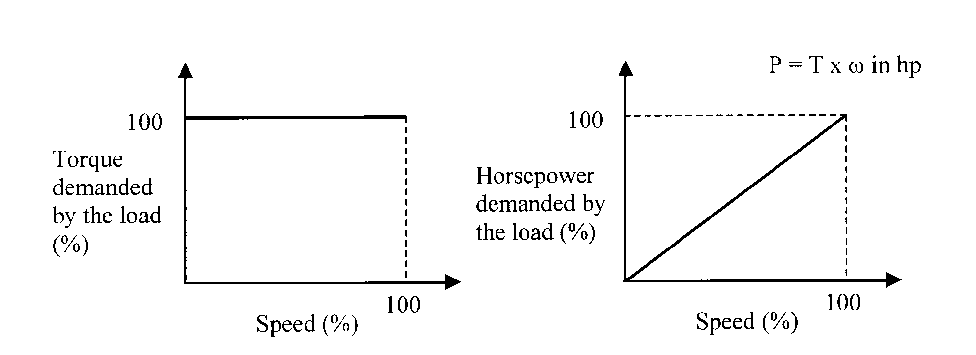 P = T x ω in hp
100
Torque
demanded
by the load
(%)
100
Speed (%)
100
Horsepower
demanded by
the load (%)
100
Speed (%)